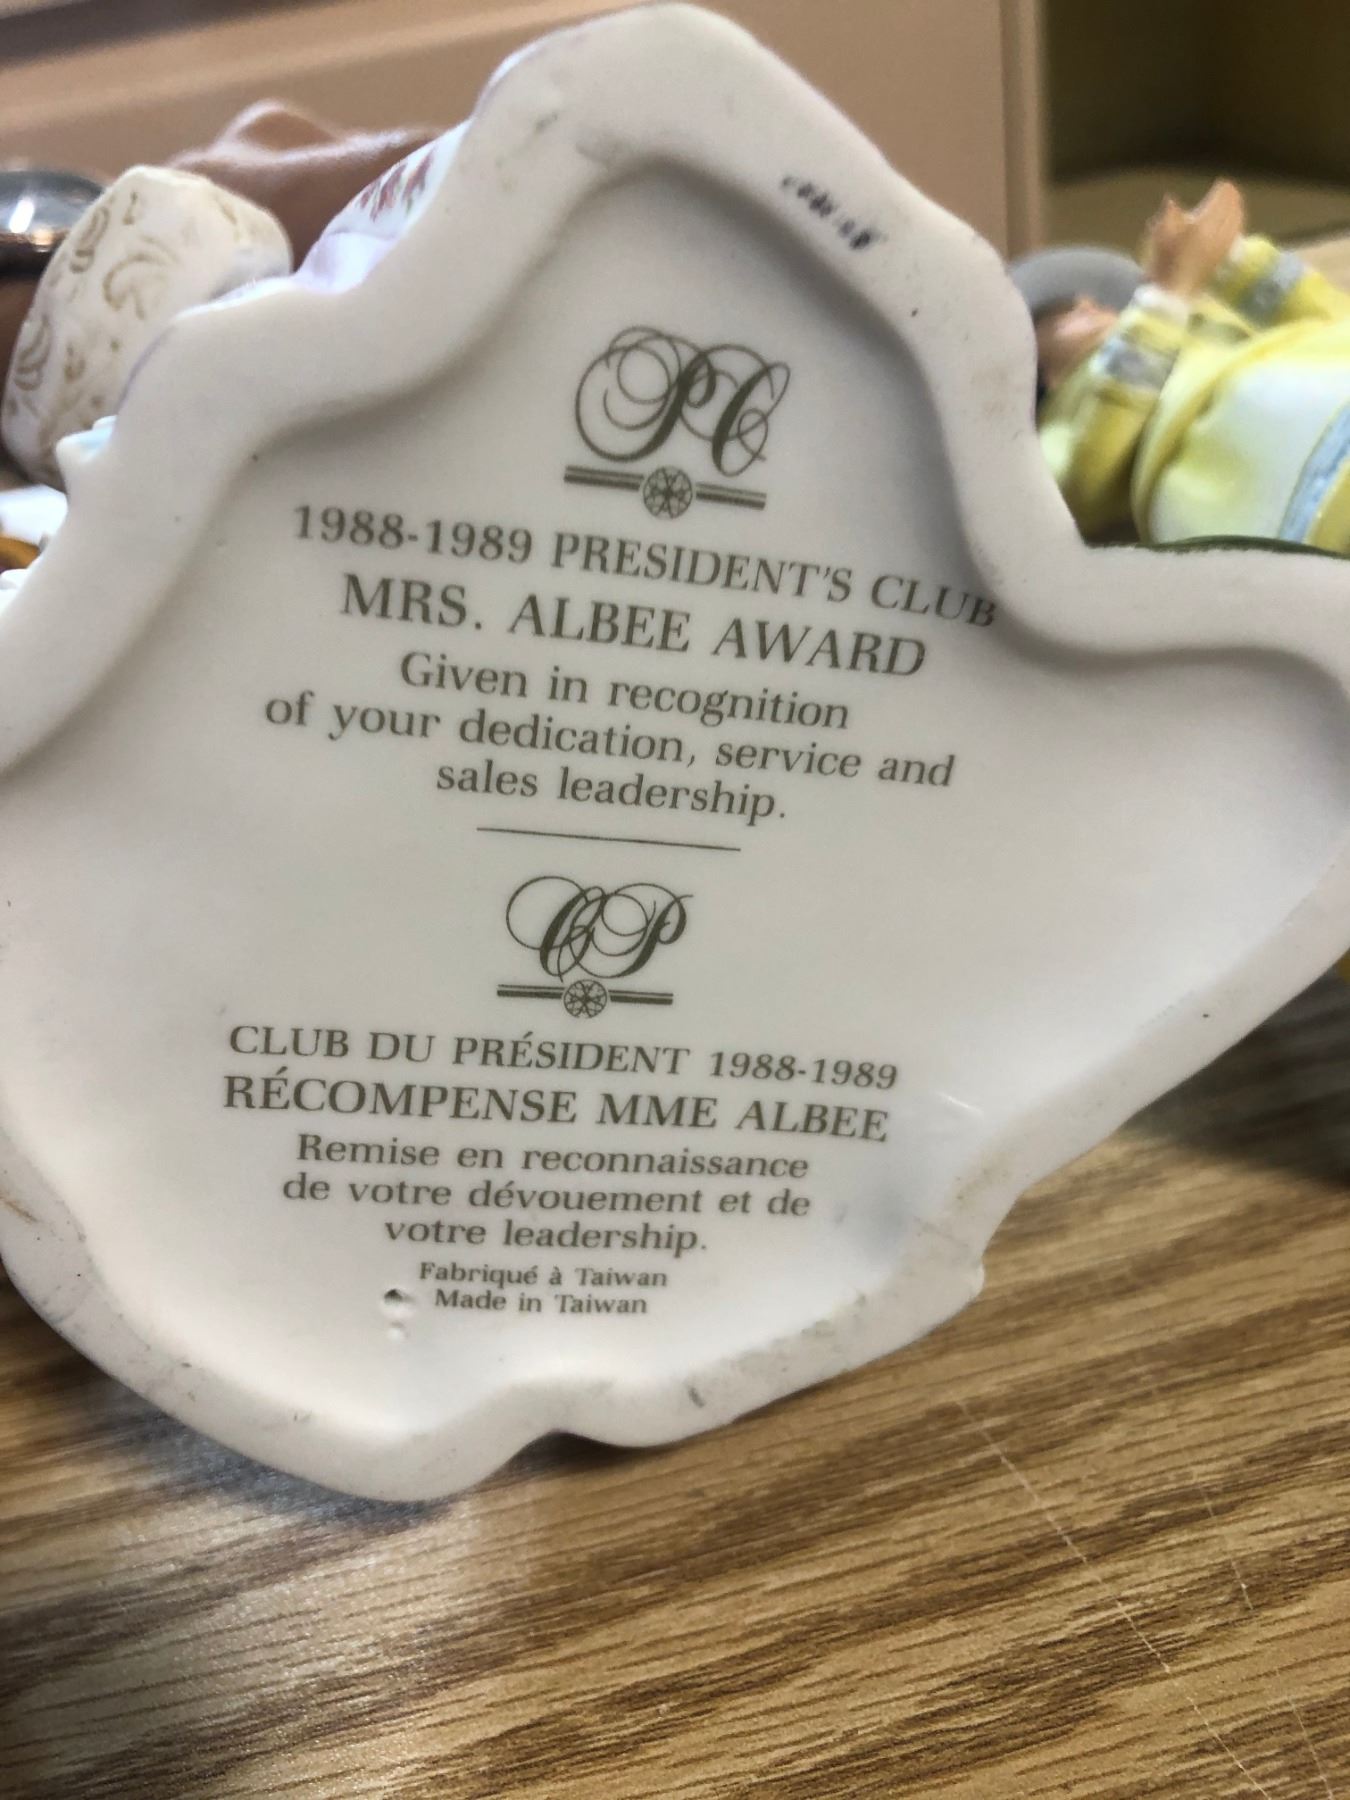 PC
1988-1989 PRESIDENT'S CLUB
MRS. ALBEE AWARD
Given in recognition
of your dedication, service and
sales leadership.
CP
CLUB DU PRÉSIDENT 1988-1989
RÉCOMPENSE MME ALBEE
Remise en reconnaissance
de votre dévouement et de
votre leadership.
Fabriqué à Taiwan
Made in Taiwan